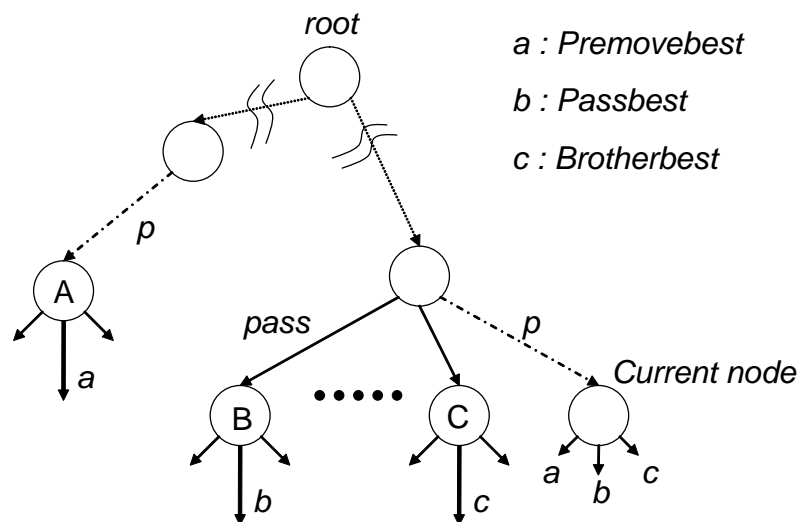 root
a : Premovebest
b : Passbest
c : Brotherbest
p
A
a
pass
p
Current node
B
C
b
c
a
b
c